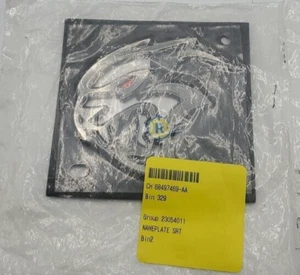 CH 68497469-AA
Bin 329
Group 23054011
NAMEPLATE SRT
Bin2